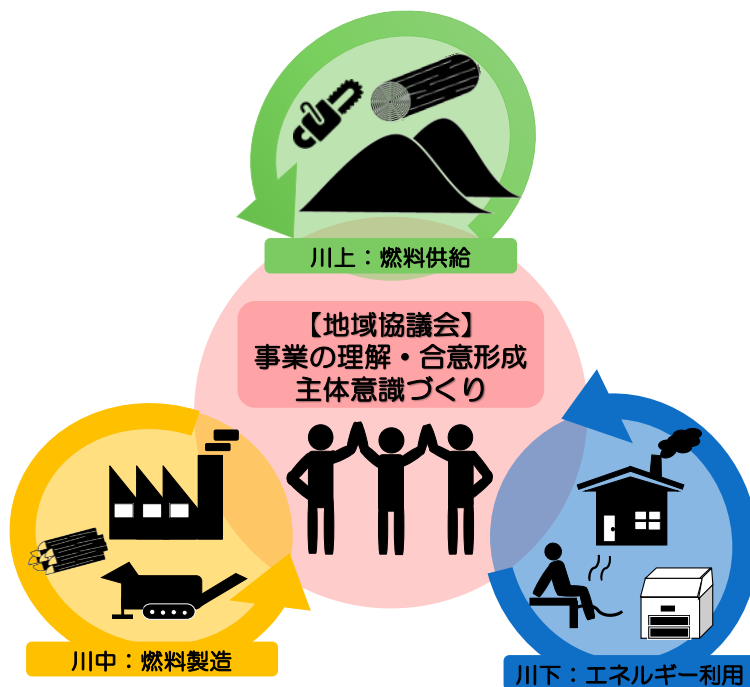 川上：燃料供給
【地域協議会】
事業の理解・合意形成
主体意識づくり
川中：燃料製造
川下：エネルギー利用